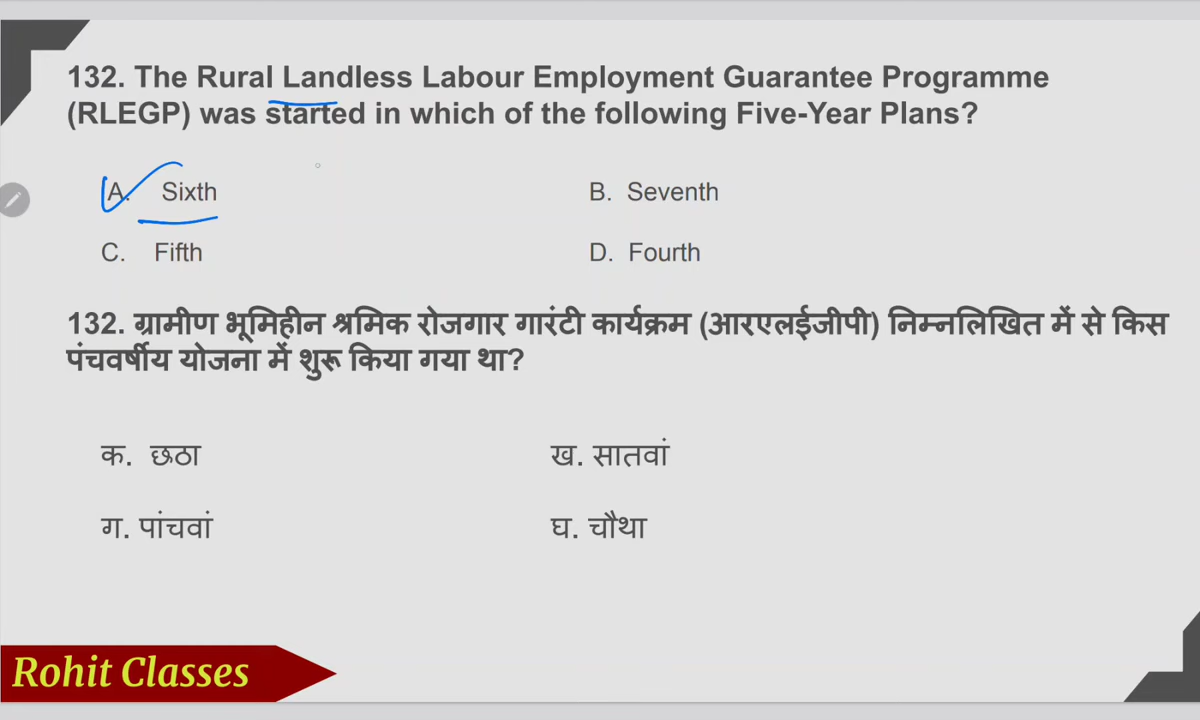 132. The Rural Landless Labour Employment Guarantee Programme
(RLEGP) was started in which of the following Five-Year Plans?
A. Sixth
B. Seventh
C. Fifth
D. Fourth
132. ग्रामीण भूमिहीन श्रमिक रोजगार गारंटी कार्यक्रम (आरएलईजीपी) निम्नलिखित में से किस
पंचवर्षीय योजना में शुरू किया गया था?
क. छठा
ख. सातवां
ग. पांचवां
घ. चौथा
Rohit Classes